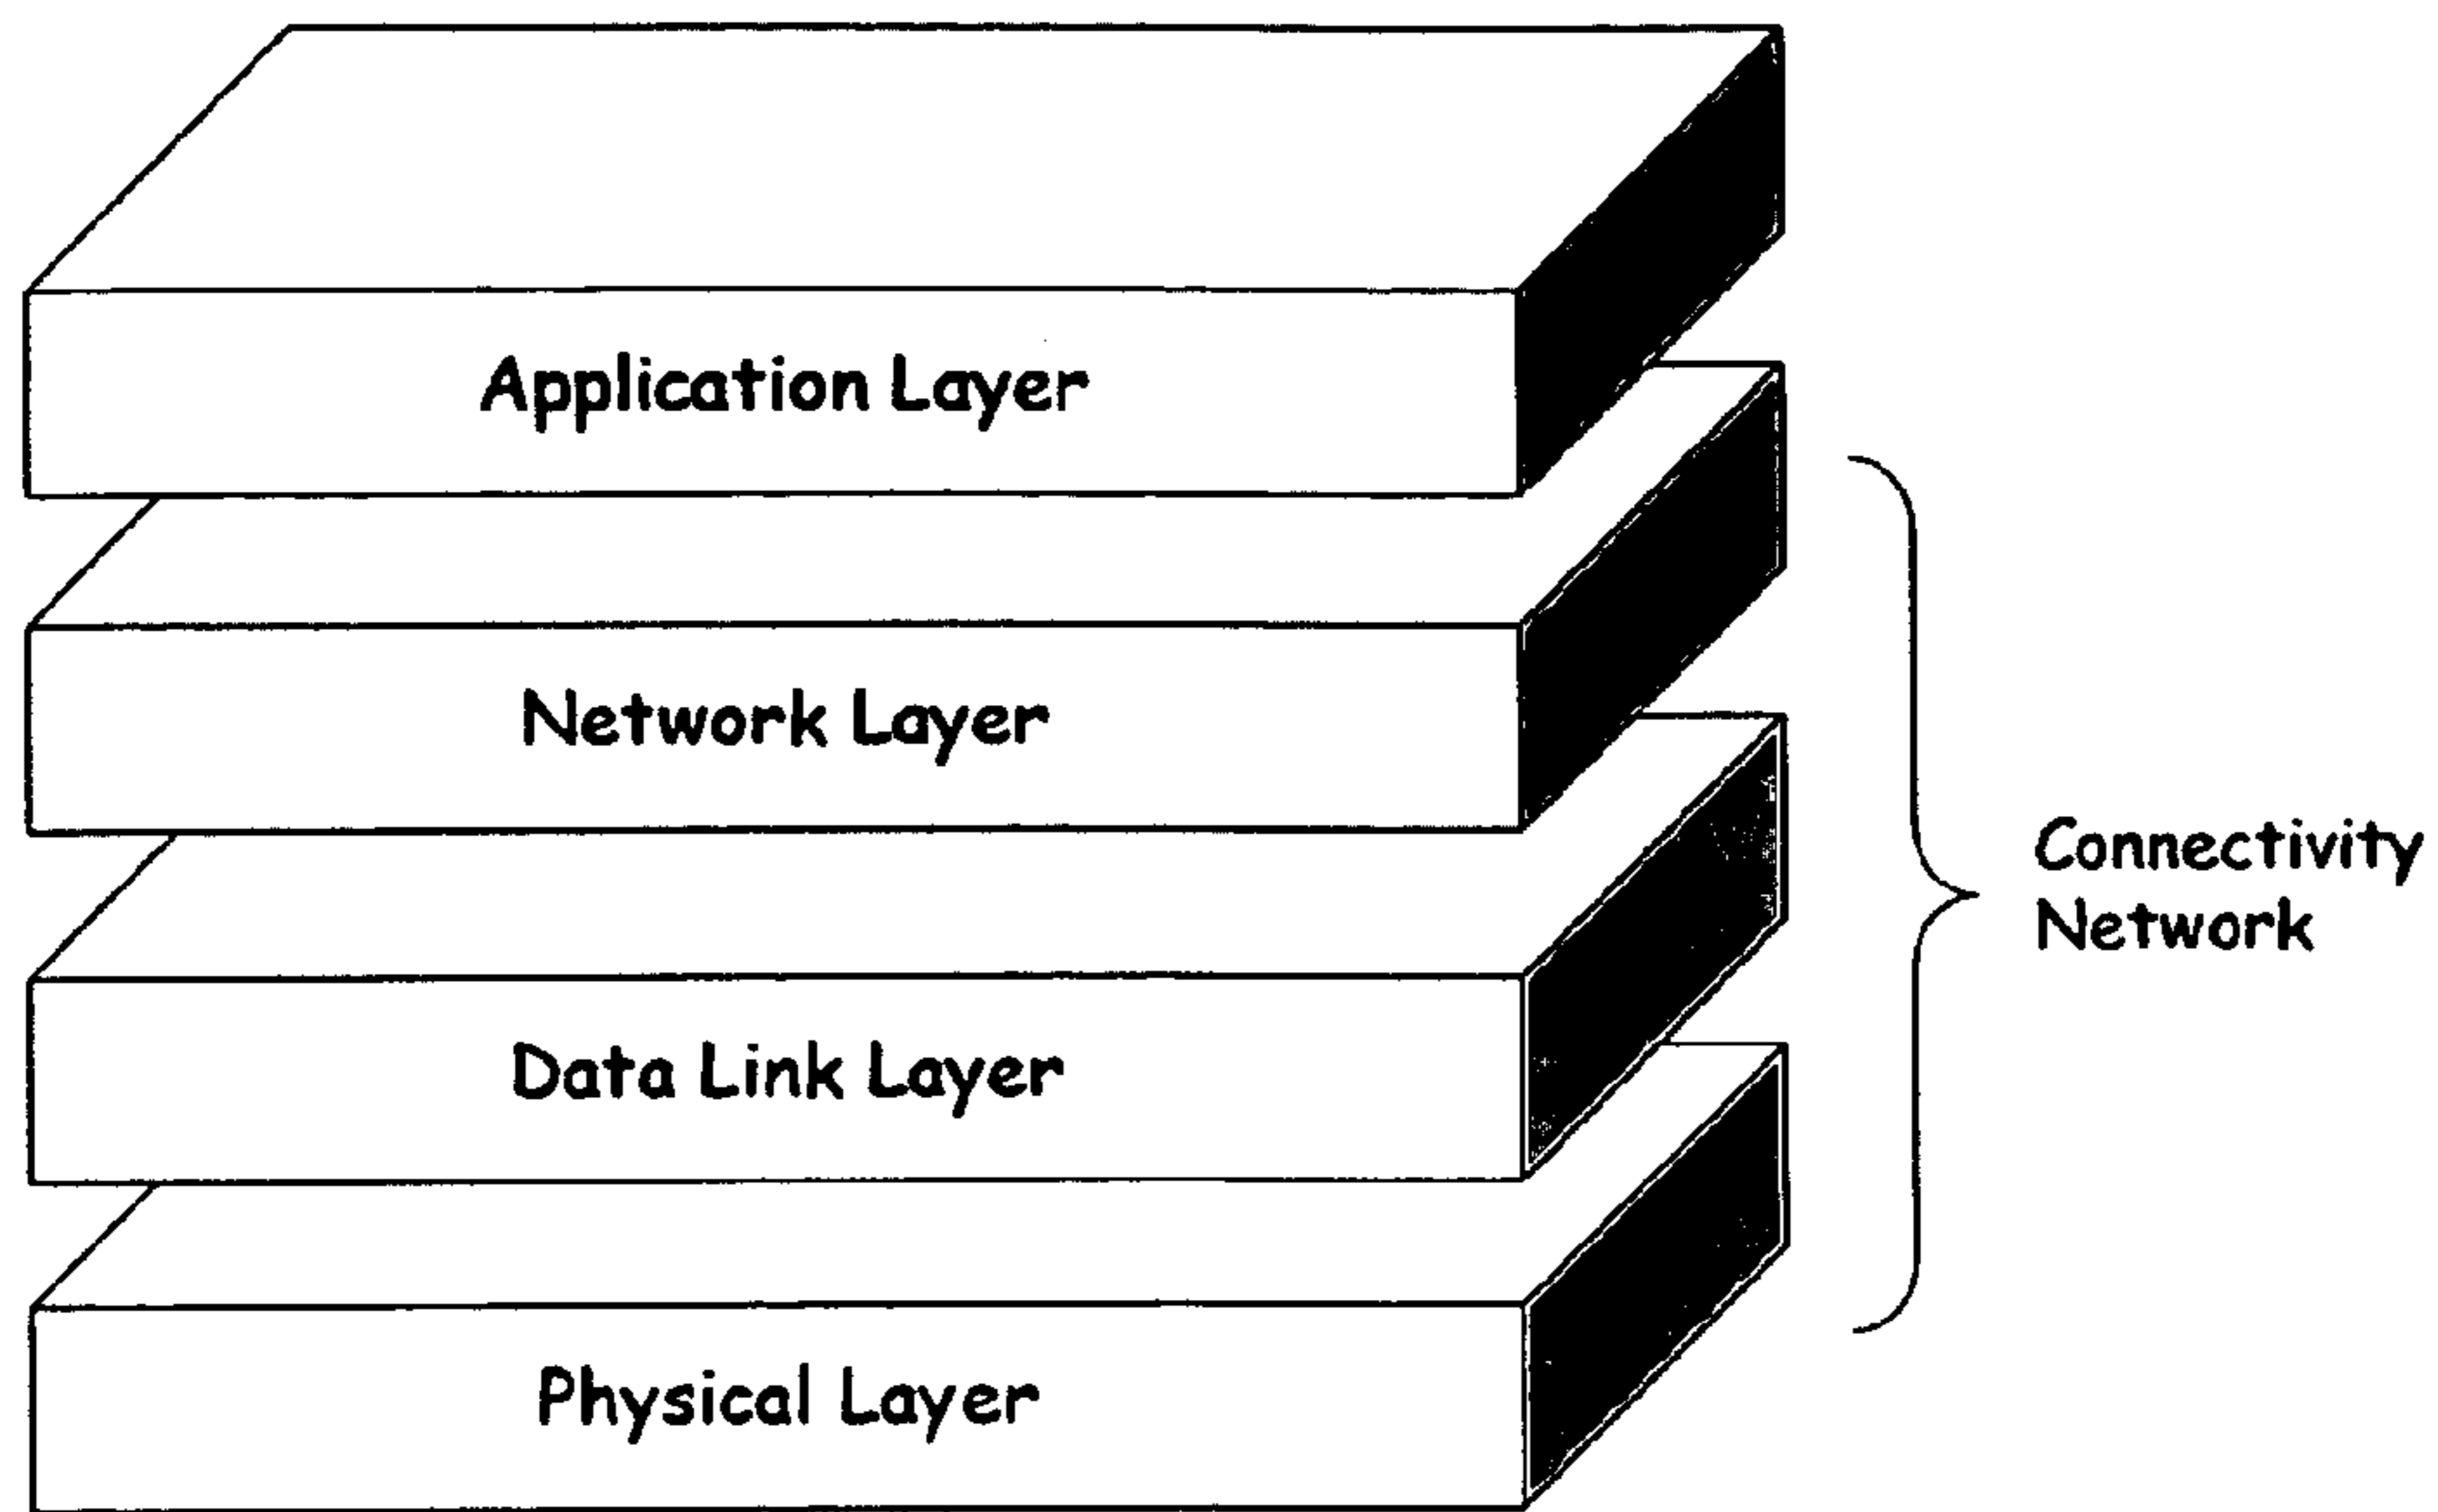 Application Layer
Network Layer
Data Link Layer
Physical Layer
Connectivity
Network